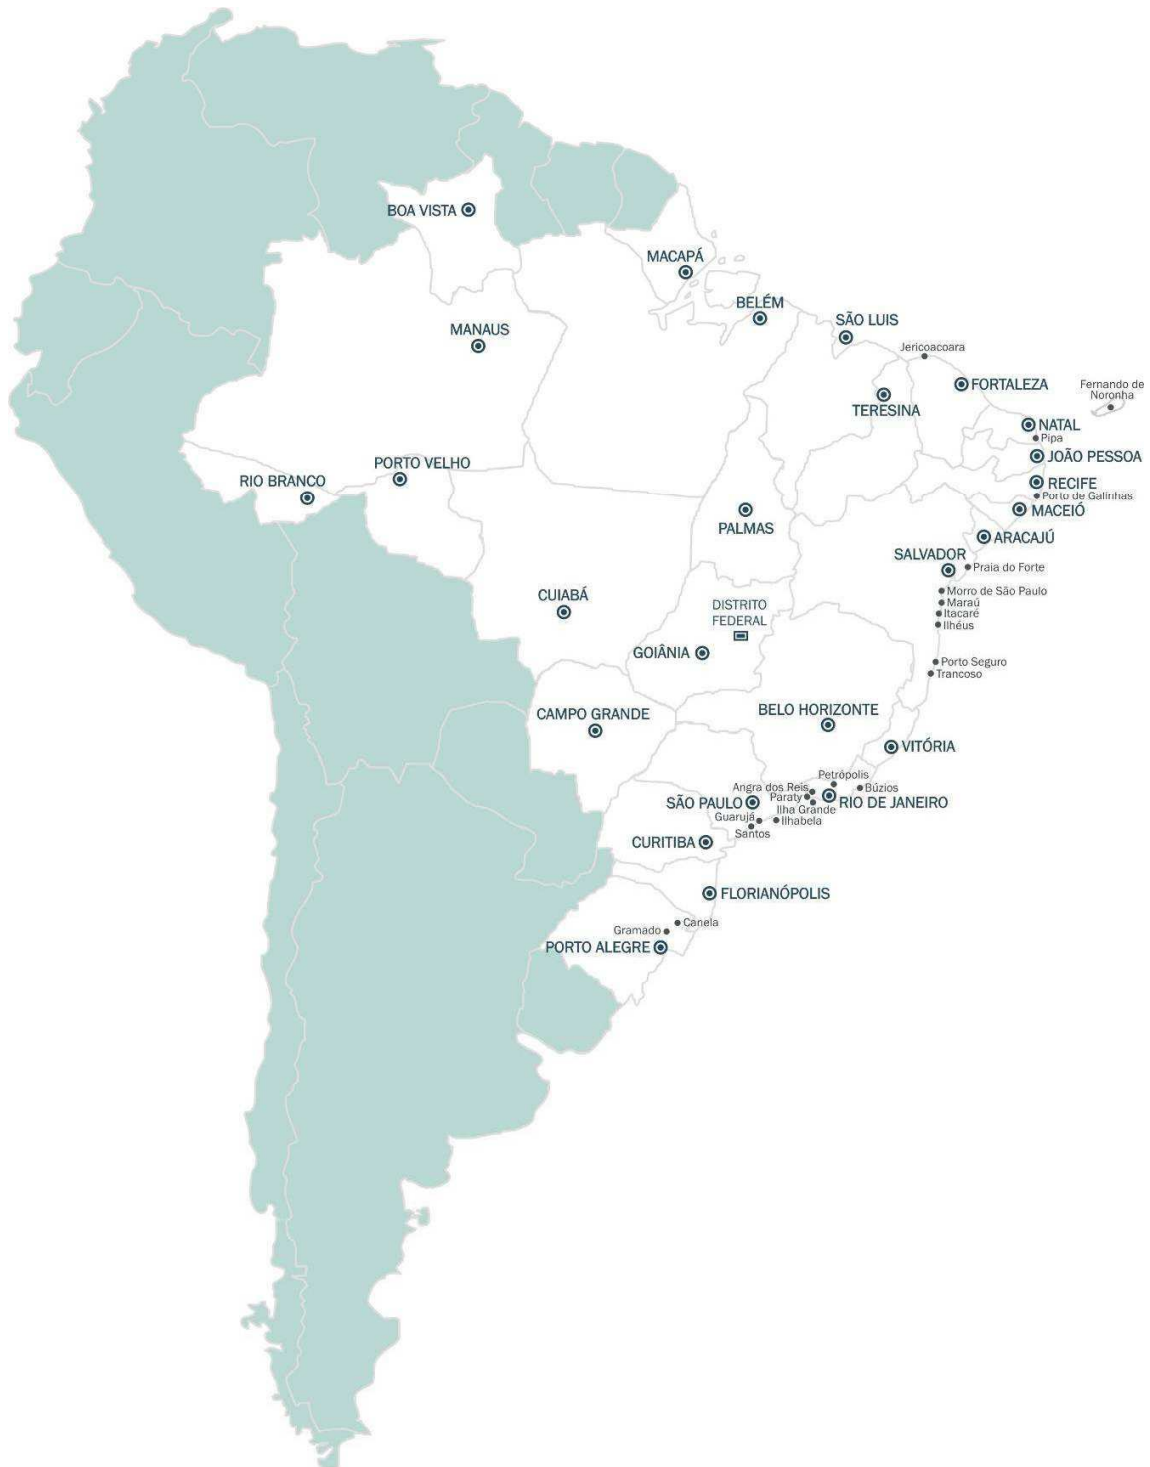 BOA VISTA
MACAPÁ
BELÉM
SÃO LUIS
MANAUS
Jericoacoara
FORTALEZA
Fernando de
Noronha
TERESINA
NATAL
Pipa
JOÃO PESSOA
PORTO VELHO
RIO BRANCO
RECIFE
Porto de Galinhas
MACEIÓ
PALMAS
ARACAJÚ
SALVADOR
Praia do Forte
CUIABÁ
Morro de São Paulo
Maraú
Itacaré
Ilhéus
DISTRITO
FEDERAL
GOIÂNIA
Porto Seguro
Trancoso
CAMPO GRANDE
BELO HORIZONTE
VITÓRIA
Petrópolis
Angra dos Reis
Búzios
Paraty
SÃO PAULO
RIO DE JANEIRO
Ilha Grande
Guarujá
Ilhabela
Santos
CURITIBA
FLORIANÓPOLIS
Canela
Gramado
PORTO ALEGRE